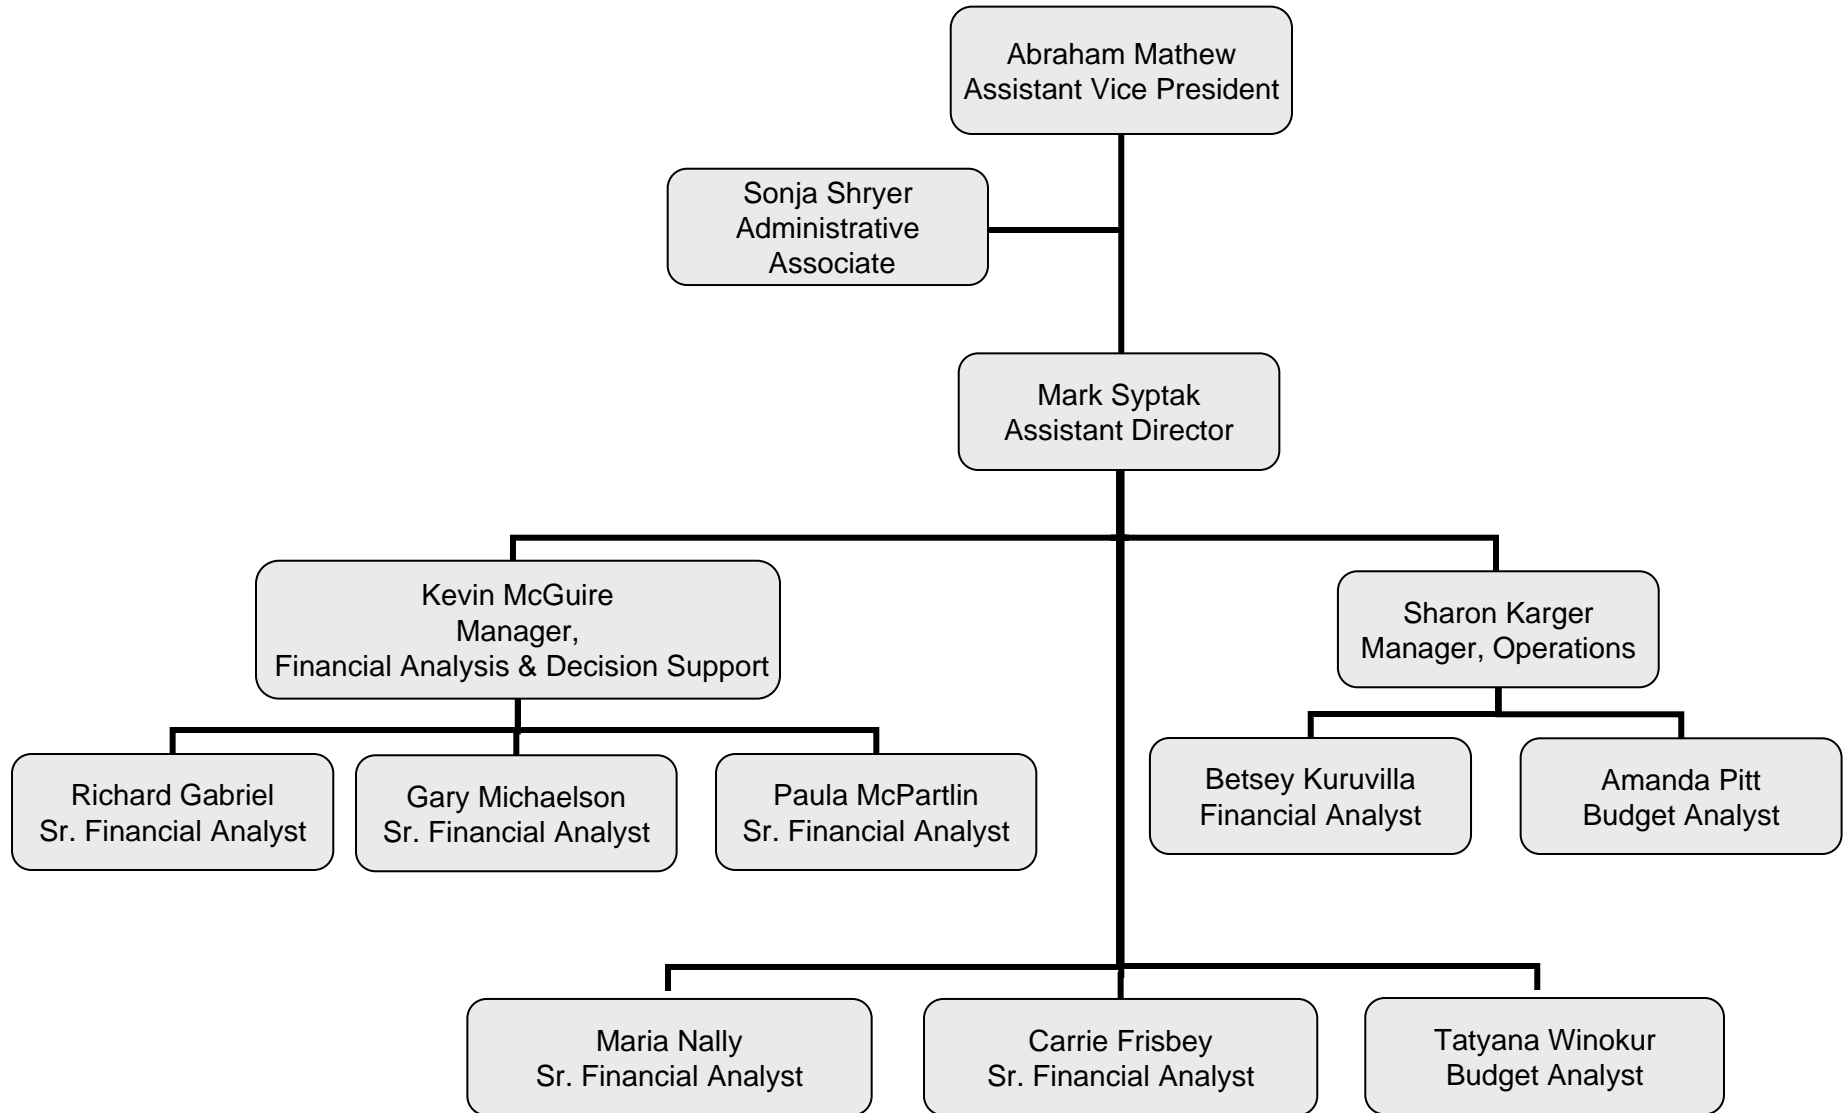 Abraham Mathew
Assistant Vice President
Sonja Shryer
Administrative
Associate
Mark Syptak
Assistant Director
Kevin McGuire
Manager,
Financial Analysis & Decision Support
Sharon Karger
Manager, Operations
Richard Gabriel
Sr. Financial Analyst
Gary Michaelson
Sr. Financial Analyst
Paula McPartlin
Sr. Financial Analyst
Betsey Kuruvilla
Financial Analyst
Amanda Pitt
Budget Analyst
Maria Nally
Sr. Financial Analyst
Carrie Frisbey
Sr. Financial Analyst
Tatyana Winokur
Budget Analyst